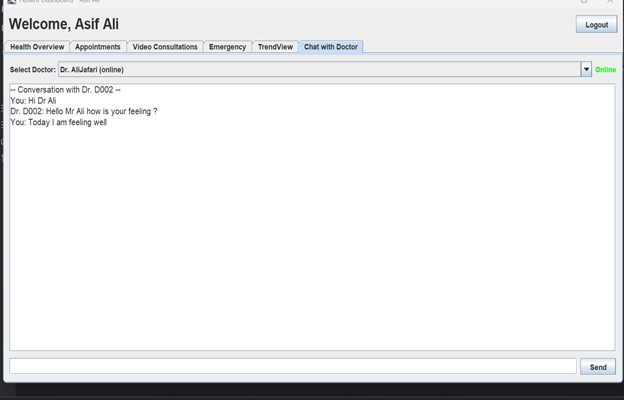 Patient Dashboard - Asif Ali
Welcome, Asif Ali
Logout
Health Overview Appointments Video Consultations Emergency TrendView Chat with Doctor
Select Doctor: Dr. AliJafari (online) Online
-- Conversation with Dr. D002 --
You: Hi Dr Ali
Dr. D002: Hello Mr Ali how is your feeling ?
You: Today I am feeling well
Send